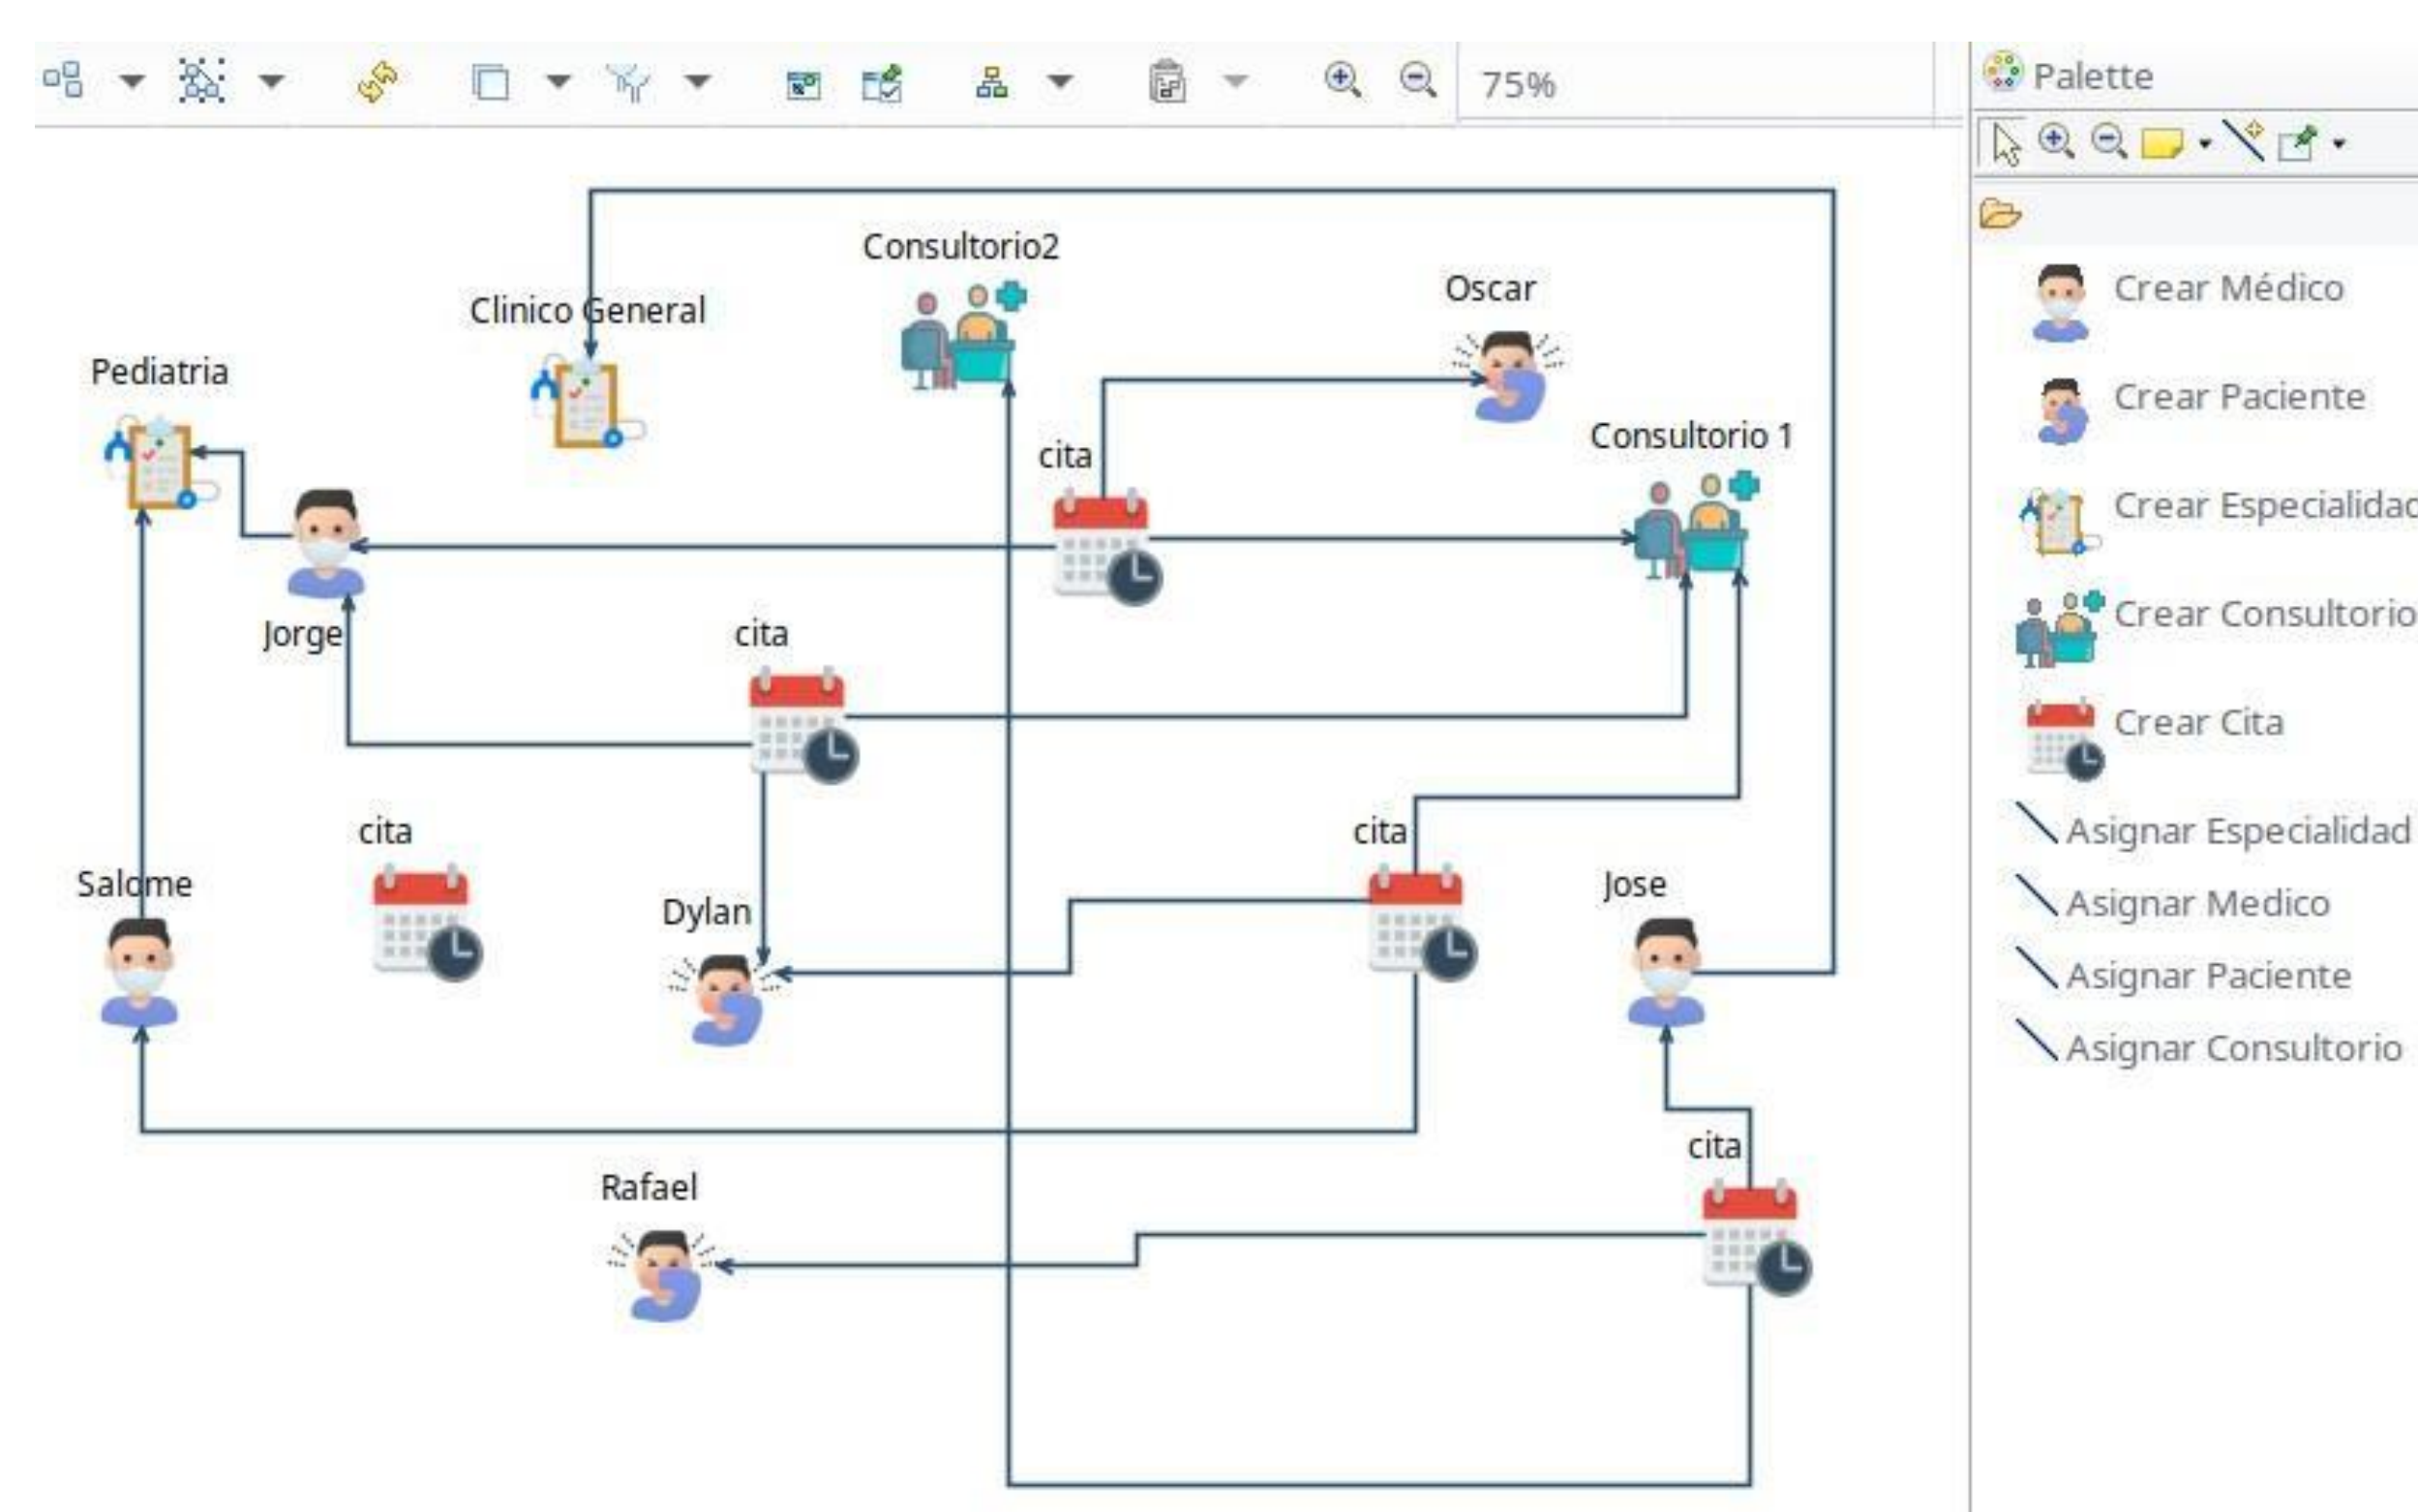 75%
Palette
Consultorio2
Clinico General
Oscar
Pediatria
Consultorio 1
cita
Jorge
cita
cita
cita
Salome
Dylan
Jose
cita
Rafael
Crear Médico
Crear Paciente
Crear Especialidad
Crear Consultorio
Crear Cita
Asignar Especialidad
Asignar Medico
Asignar Paciente
Asignar Consultorio